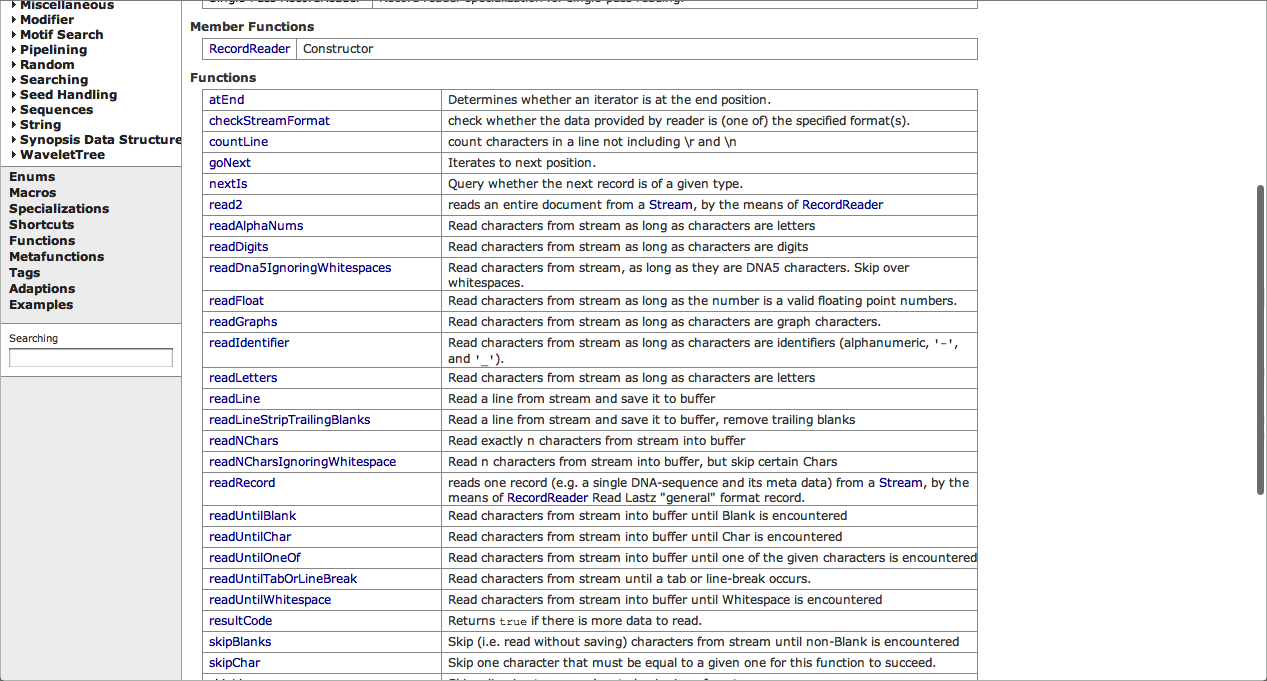 Miscellaneous
Modifier
Motif Search
Pipelining
Random
Searching
Seed Handling
Sequences
String
Synopsis Data Structure
WaveletTree
Enums
Macros
Specializations
Shortcuts
Functions
Metafunctions
Tags
Adaptions
Examples
Searching
Member Functions
RecordReader Constructor
Functions
atEnd Determines whether an iterator is at the end position.
checkStreamFormat check whether the data provided by reader is (one of) the specified format(s).
countLine count characters in a line not including \r and \n
goNext Iterates to next position.
nextIs Query whether the next record is of a given type.
read2 reads an entire document from a Stream, by the means of RecordReader
readAlphaNums Read characters from stream as long as characters are letters
readDigits Read characters from stream as long as characters are digits
readDna5IgnoringWhitespaces Read characters from stream, as long as they are DNA5 characters. Skip over
whitespaces.
readFloat Read characters from stream as long as the number is a valid floating point numbers.
readGraphs Read characters from stream as long as characters are graph characters.
readIdentifier Read characters from stream as long as characters are identifiers (alphanumeric, '-',
and '_').
readLetters Read characters from stream as long as characters are letters
readLine Read a line from stream and save it to buffer
readLineStripTrailingBlanks Read a line from stream and save it to buffer, remove trailing blanks
readNChars Read exactly n characters from stream into buffer
readNCharsIgnoringWhitespace Read n characters from stream into buffer, but skip certain Chars
readRecord reads one record (e.g. a single DNA-sequence and its meta data) from a Stream, by the
means of RecordReader Read Lastz "general" format record.
readUntilBlank Read characters from stream into buffer until Blank is encountered
readUntilChar Read characters from stream into buffer until Char is encountered
readUntilOneOf Read characters from stream into buffer until one of the given characters is encountered
readUntilTabOrLineBreak Read characters from stream until a tab or line-break occurs.
readUntilWhitespace Read characters from stream into buffer until Whitespace is encountered
resultCode Returns true if there is more data to read.
skipBlanks Skip (i.e. read without saving) characters from stream until non-Blank is encountered
skipChar Skip one character that must be equal to a given one for this function to succeed.